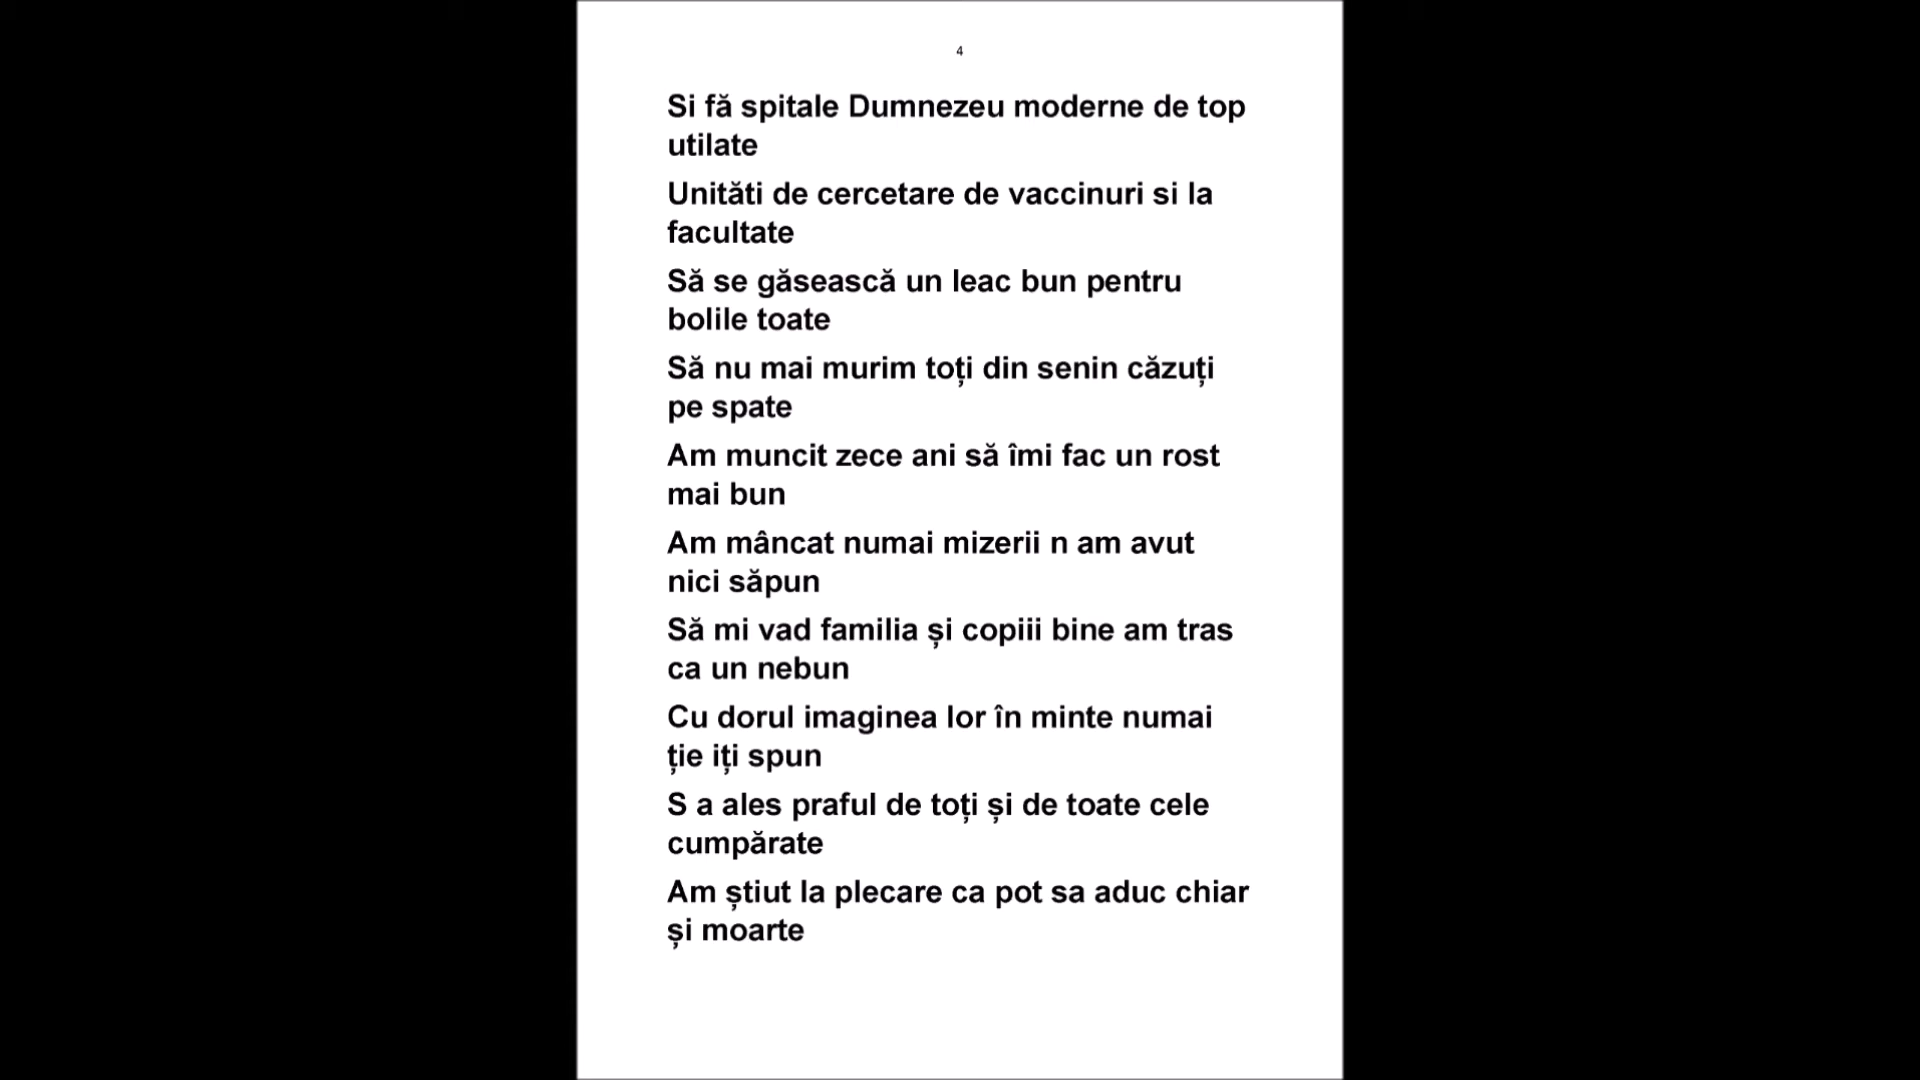 4
Si fă spitale Dumnezeu moderne de top
utilate
Unităti de cercetare de vaccinuri si la
facultate
Să se găsească un leac bun pentru
bolile toate
Să nu mai murim toți din senin căzuți
pe spate
Am muncit zece ani să îmi fac un rost
mai bun
Am mâncat numai mizerii n am avut
nici săpun
Să mi vad familia și copiii bine am tras
ca un nebun
Cu dorul imaginea lor în minte numai
ție iți spun
S a ales praful de toți și de toate cele
cumpărate
Am știut la plecare ca pot sa aduc chiar
și moarte